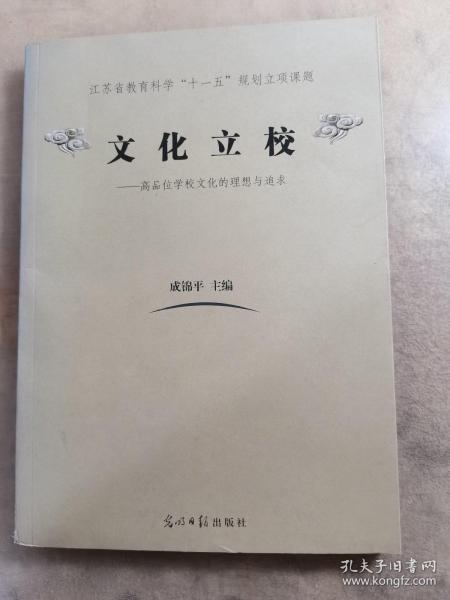 江苏省教育科学“十一五”规划立项课题
文化立校
——高品位学校文化的理想与追求
成锦平 主编
光明日报出版社
孔夫子旧书网
www.kongfz.com